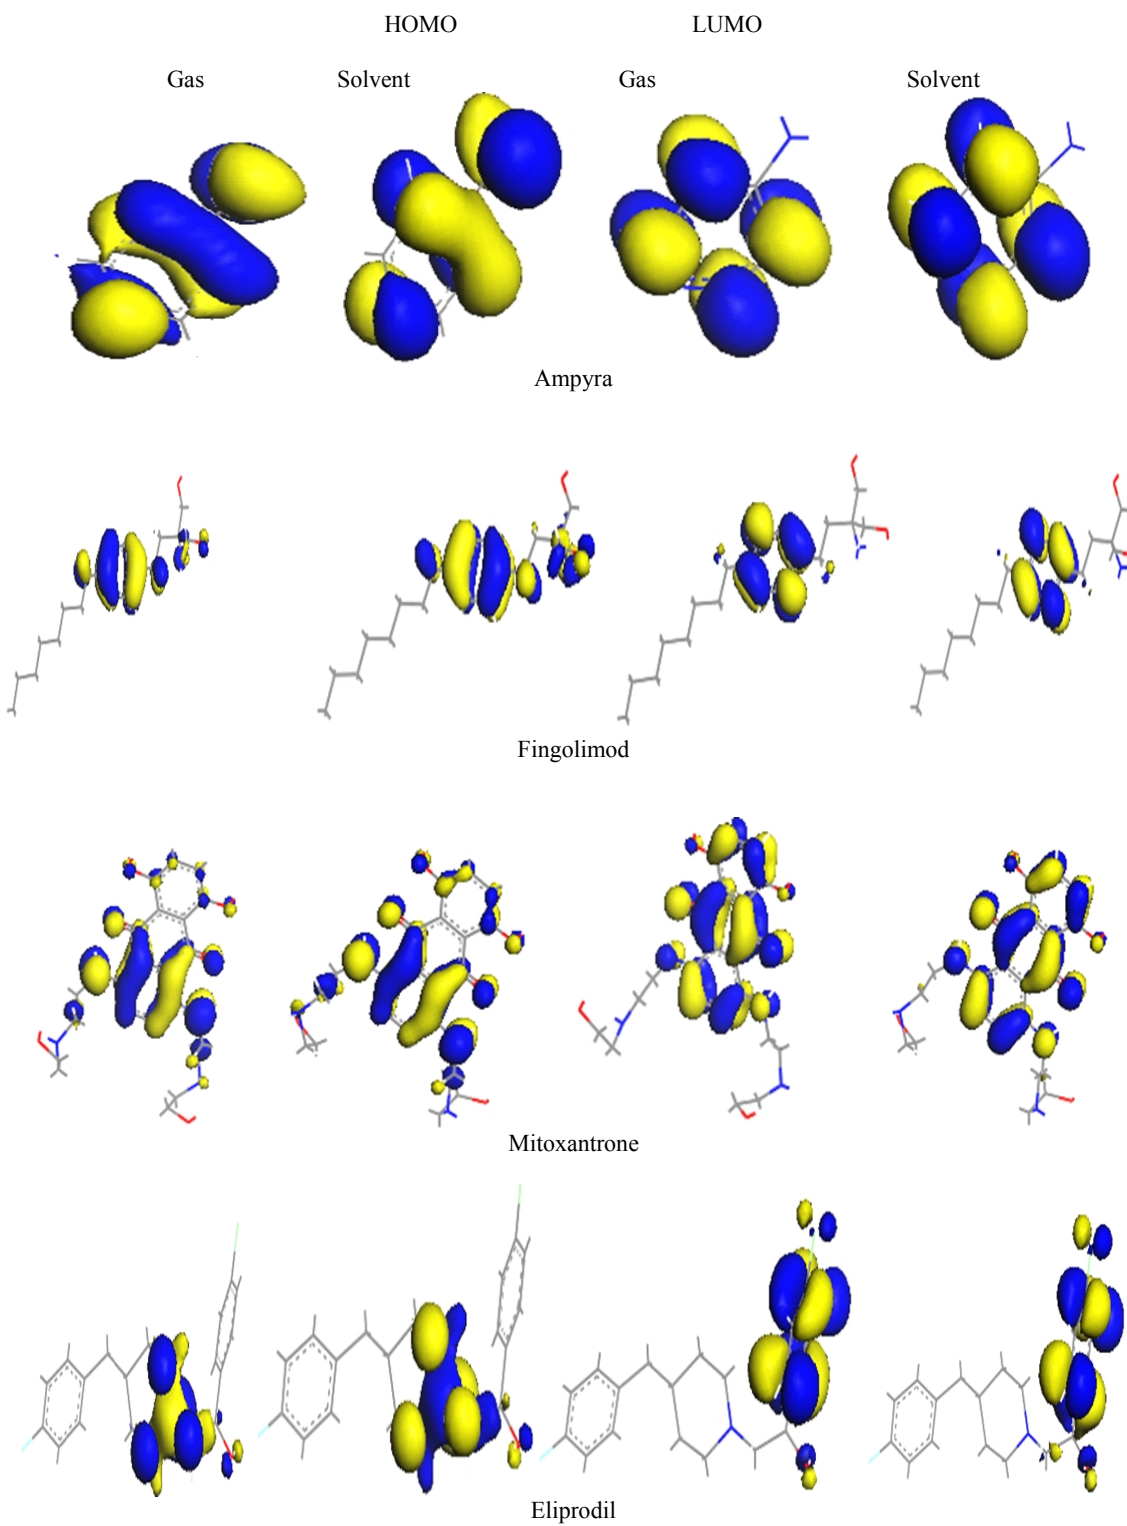 HOMO LUMO
Gas Solvent Gas Solvent
Ampyra
Fingolimod
Mitoxantrone
Eliprodil